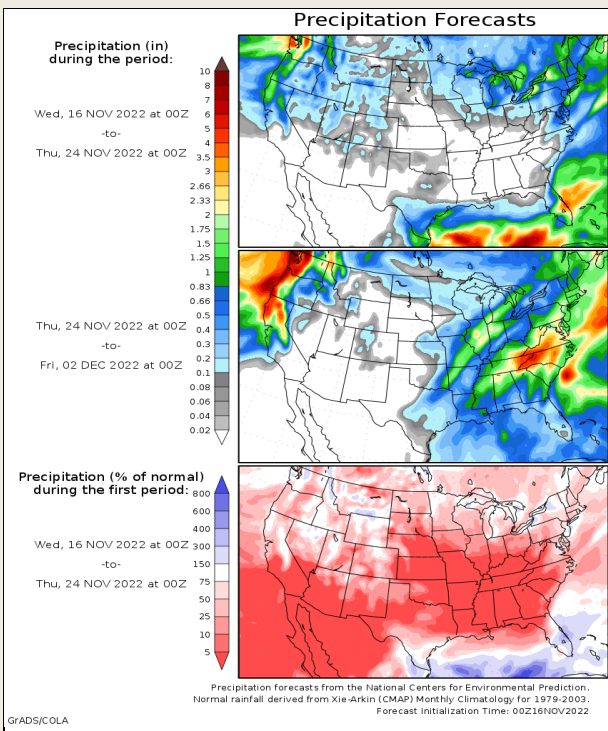 Precipitation Forecasts
Precipitation (in)
during the period:
Wed, 16 NOV 2022 at 00Z
-to-
Thu, 24 NOV 2022 at 00Z
10
8
7
6
5
4
3.5
3
2.66
2.33
2
1.75
1.5
1.25
1
0.83
0.66
0.5
0.4
0.3
0.2
0.1
0.08
0.06
0.04
0.02
Thu, 24 NOV 2022 at 00Z
-to-
Fri, 02 DEC 2022 at 00Z
Precipitation (% of normal)
during the first period:
Wed, 16 NOV 2022 at 00Z
-to-
Thu, 24 NOV 2022 at 00Z
800
600
400
300
150
75
50
25
10
5
Precipitation forecasts from the National Centers for Environmental Prediction.
Normal rainfall derived from Xie-Arkin (CMAP) Monthly Climatology for 1979-2003.
Forecast Initialization Time: 00Z16NOV2022
GrADS/COLA